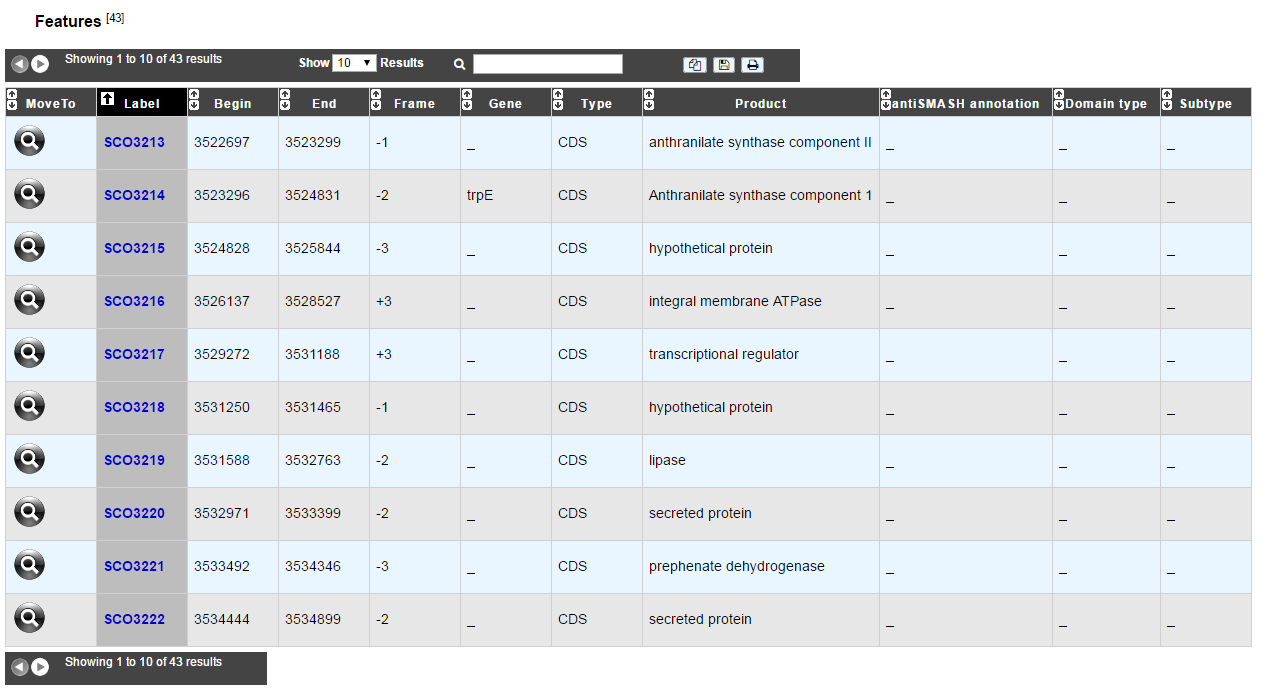 Features [43]
Showing 1 to 10 of 43 results Show 10 Results
MoveTo Label Begin End Frame Gene Type Product antiSMASH annotation Domain type Subtype
SCO3213 3522697 3523299 -1 _ CDS anthranilate synthase component II _ _ _
SCO3214 3523296 3524831 -2 trpE CDS Anthranilate synthase component 1 _ _ _
SCO3215 3524828 3525844 -3 _ CDS hypothetical protein _ _ _
SCO3216 3526137 3528527 +3 _ CDS integral membrane ATPase _ _ _
SCO3217 3529272 3531188 +3 _ CDS transcriptional regulator _ _ _
SCO3218 3531250 3531465 -1 _ CDS hypothetical protein _ _ _
SCO3219 3531588 3532763 -2 _ CDS lipase _ _ _
SCO3220 3532971 3533399 -2 _ CDS secreted protein _ _ _
SCO3221 3533492 3534346 -3 _ CDS prephenate dehydrogenase _ _ _
SCO3222 3534444 3534899 -2 _ CDS secreted protein _ _ _
Showing 1 to 10 of 43 results